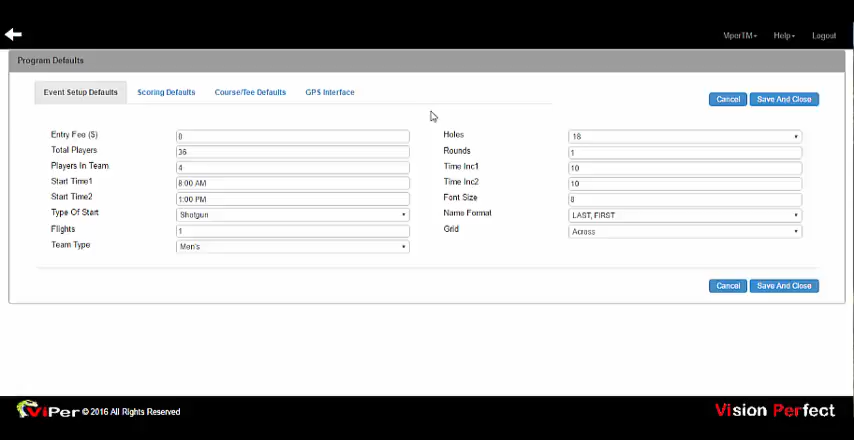 ViperTM Help Logout
Program Defaults
Event Setup Defaults Scoring Defaults Course/Tee Defaults GPS Interface
Cancel Save And Close
Entry Fee ($) 0 Holes 18
Total Players 36 Rounds 1
Players In Team 4 Time Inc1 10
Start Time1 8:00 AM Time Inc2 10
Start Time2 1:00 PM Font Size 8
Type Of Start Shotgun Name Format LAST, FIRST
Flights 1 Grid Across
Team Type Men's
Cancel Save And Close
ViPer © 2016 All Rights Reserved Vision Perfect